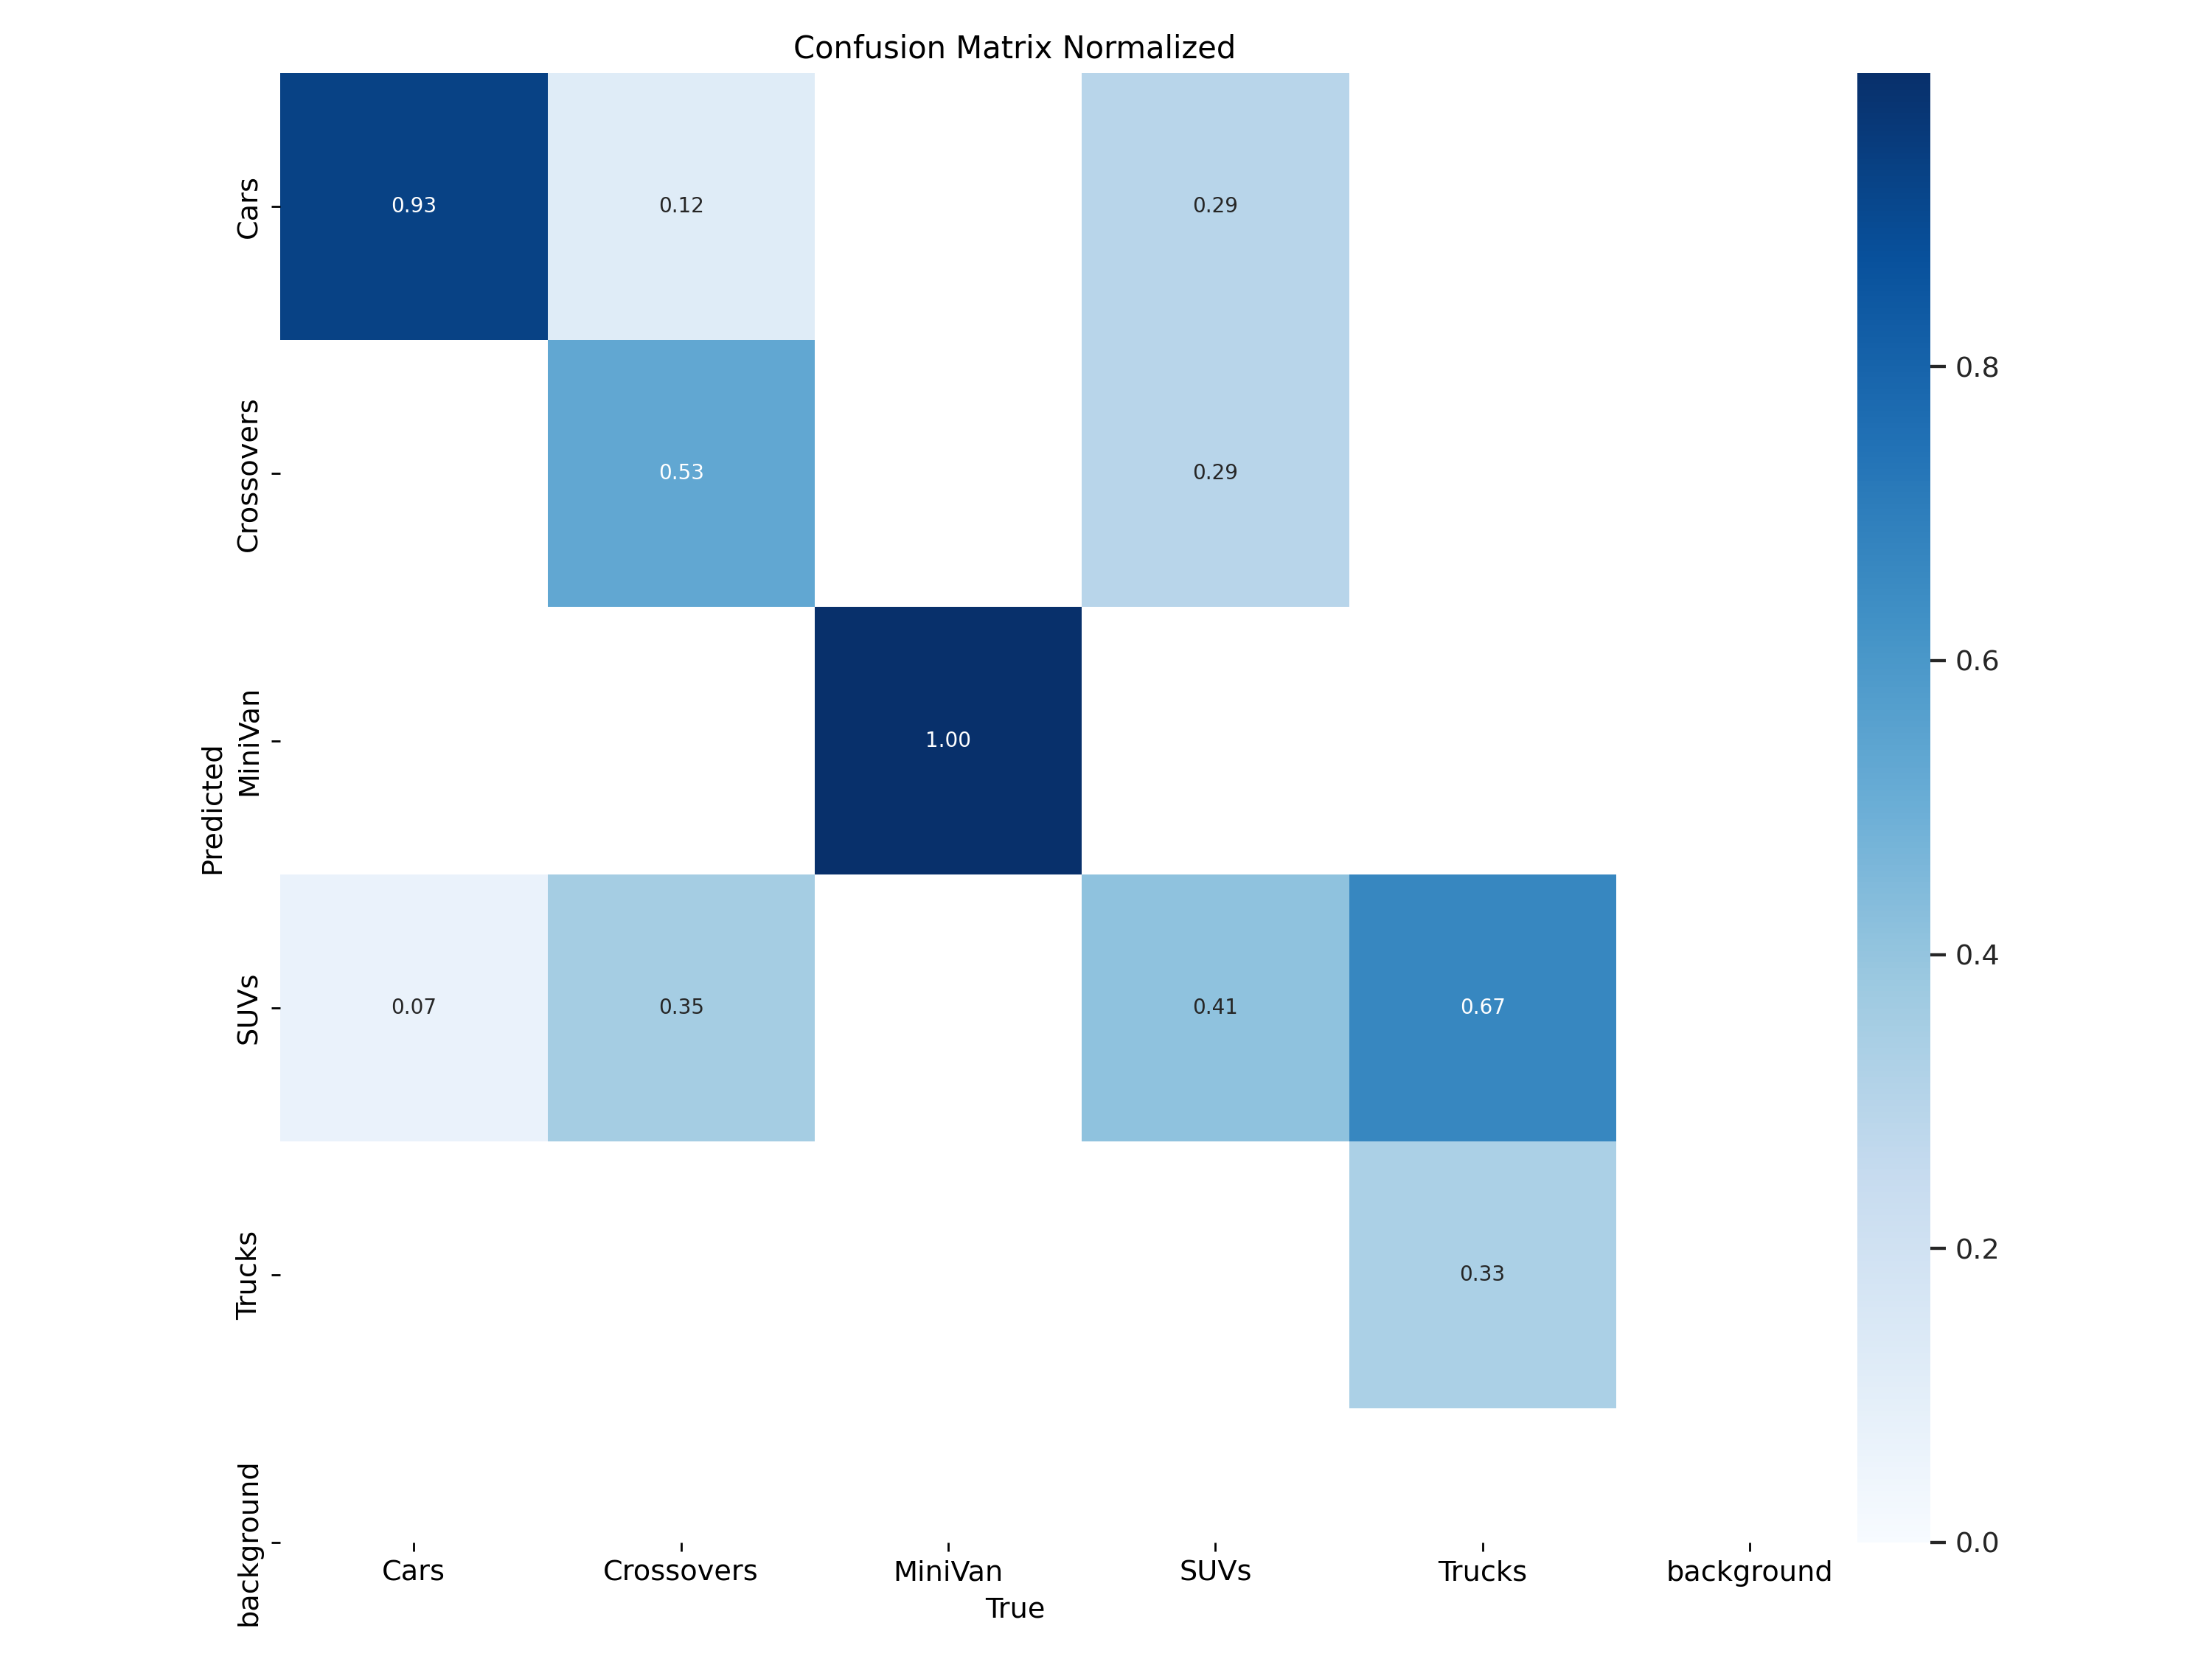 Confusion Matrix Normalized
Cars
0.93
0.12
0.29
Crossovers
0.53
0.29
MiniVan
1.00
Predicted
SUVs
0.07
0.35
0.41
0.67
Trucks
0.33
background
Cars
Crossovers
MiniVan
SUVs
Trucks
background
True
0.8
0.6
0.4
0.2
0.0